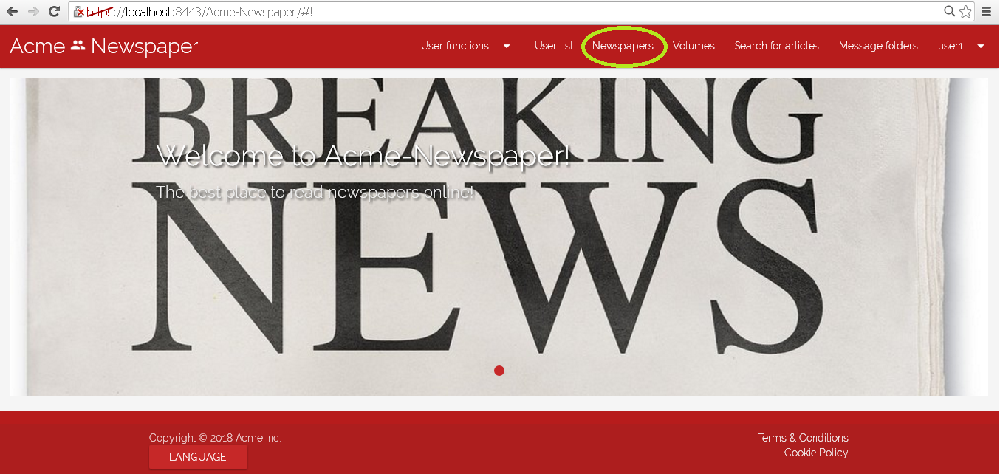 https://localhost:8443/Acme-Newspaper/#!
Acme Newspaper
User functions
User list
Newspapers
Volumes
Search for articles
Message folders
user1
BREAKING
Welcome to Acme-Newspaper!
The best place to read newspapers online!
NEWS
Copyright © 2018 Acme Inc.
LANGUAGE
Terms & Conditions
Cookie Policy